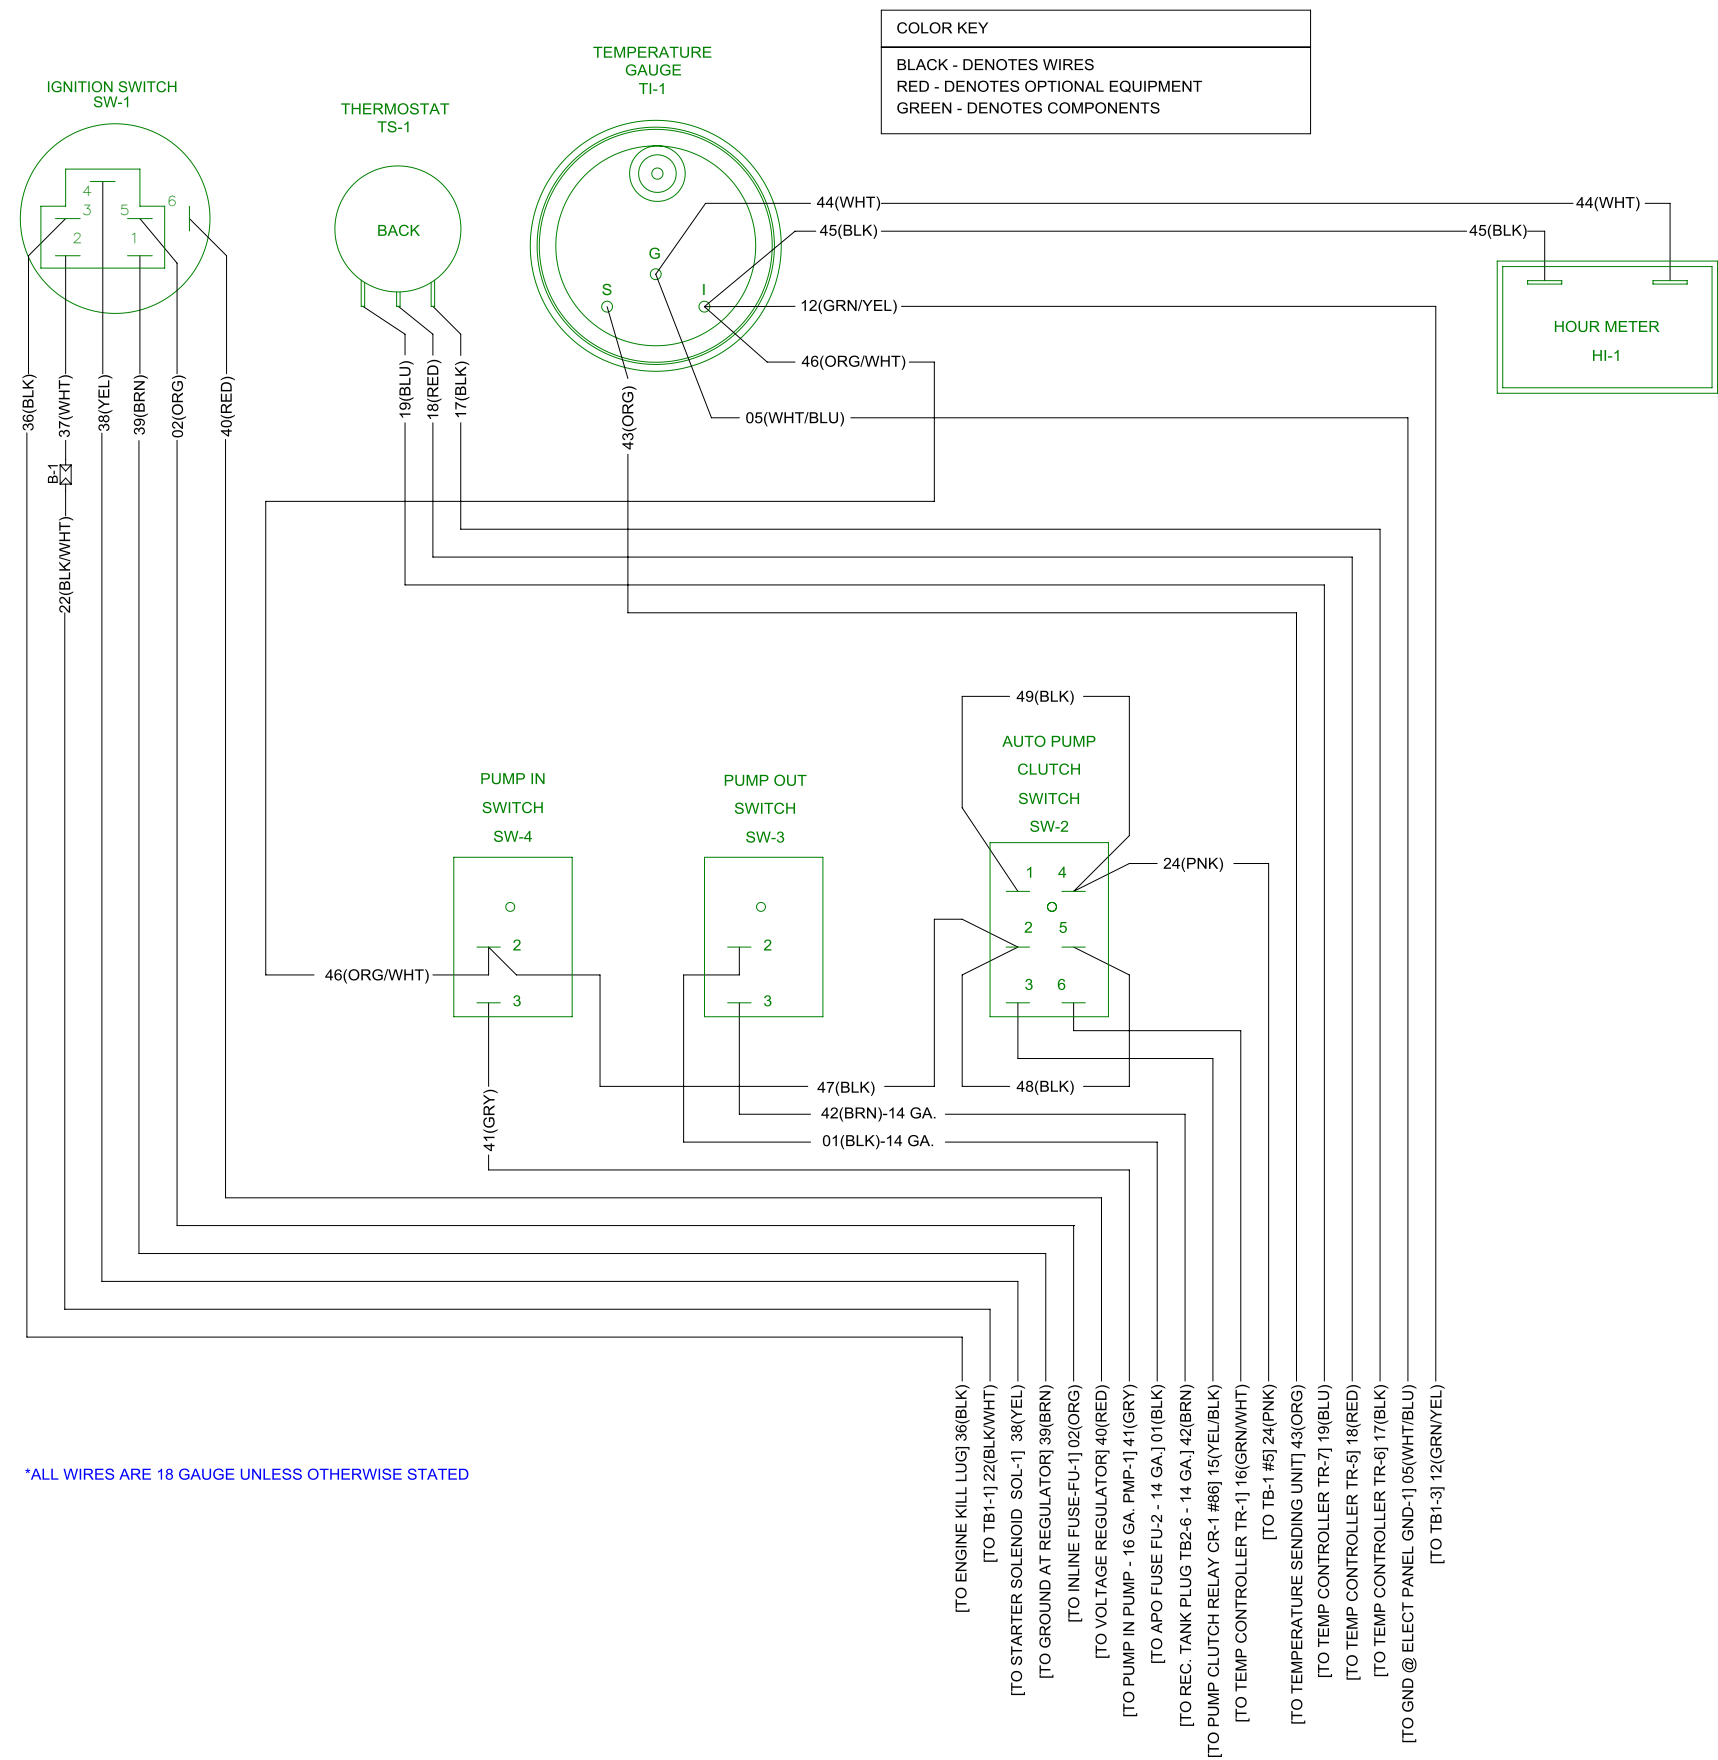 COLOR KEY
BLACK - DENOTES WIRES
RED - DENOTES OPTIONAL EQUIPMENT
GREEN - DENOTES COMPONENTS
IGNITION SWITCH
SW-1
4
3
5
6
2
1
THERMOSTAT
TS-1
BACK
TEMPERATURE
GAUGE
TI-1
G
S
I
44(WHT)
44(WHT)
45(BLK)
45(BLK)
12(GRN/YEL)
46(ORG/WHT)
05(WHT/BLU)
HOUR METER
HI-1
36(BLK)
37(WHT)
38(YEL)
39(BRN)
02(ORG)
40(RED)
19(BLU)
18(RED)
17(BLK)
43(ORG)
B-1
22(BLK/WHT)
49(BLK)
PUMP IN
SWITCH
SW-4
2
3
PUMP OUT
SWITCH
SW-3
2
3
AUTO PUMP
CLUTCH
SWITCH
SW-2
1 4
2 5
3 6
24(PNK)
46(ORG/WHT)
47(BLK)
48(BLK)
42(BRN)-14 GA.
01(BLK)-14 GA.
41(GRY)
[TO ENGINE KILL LUG] 36(BLK)
[TO TB1-1] 22(BLK/WHT)
[TO STARTER SOLENOID SOL-1] 38(YEL)
[TO GROUND AT REGULATOR] 39(BRN)
[TO INLINE FUSE-FU-1] 02(ORG)
[TO VOLTAGE REGULATOR] 40(RED)
[TO PUMP IN PUMP - 16 GA. PMP-1] 41(GRY)
[TO APO FUSE FU-2 - 14 GA.] 01(BLK)
[TO REC. TANK PLUG TB2-6 - 14 GA.] 42(BRN)
[TO PUMP CLUTCH RELAY CR-1 #86] 15(YEL/BLK)
[TO TEMP CONTROLLER TR-1] 16(GRN/WHT)
[TO TB-1 #5] 24(PNK)
[TO TEMPERATURE SENDING UNIT] 43(ORG)
[TO TEMP CONTROLLER TR-7] 19(BLU)
[TO TEMP CONTROLLER TR-5] 18(RED)
[TO TEMP CONTROLLER TR-6] 17(BLK)
[TO GND @ ELECT PANEL GND-1] 05(WHT/BLU)
[TO TB1-3] 12(GRN/YEL)
*ALL WIRES ARE 18 GAUGE UNLESS OTHERWISE STATED